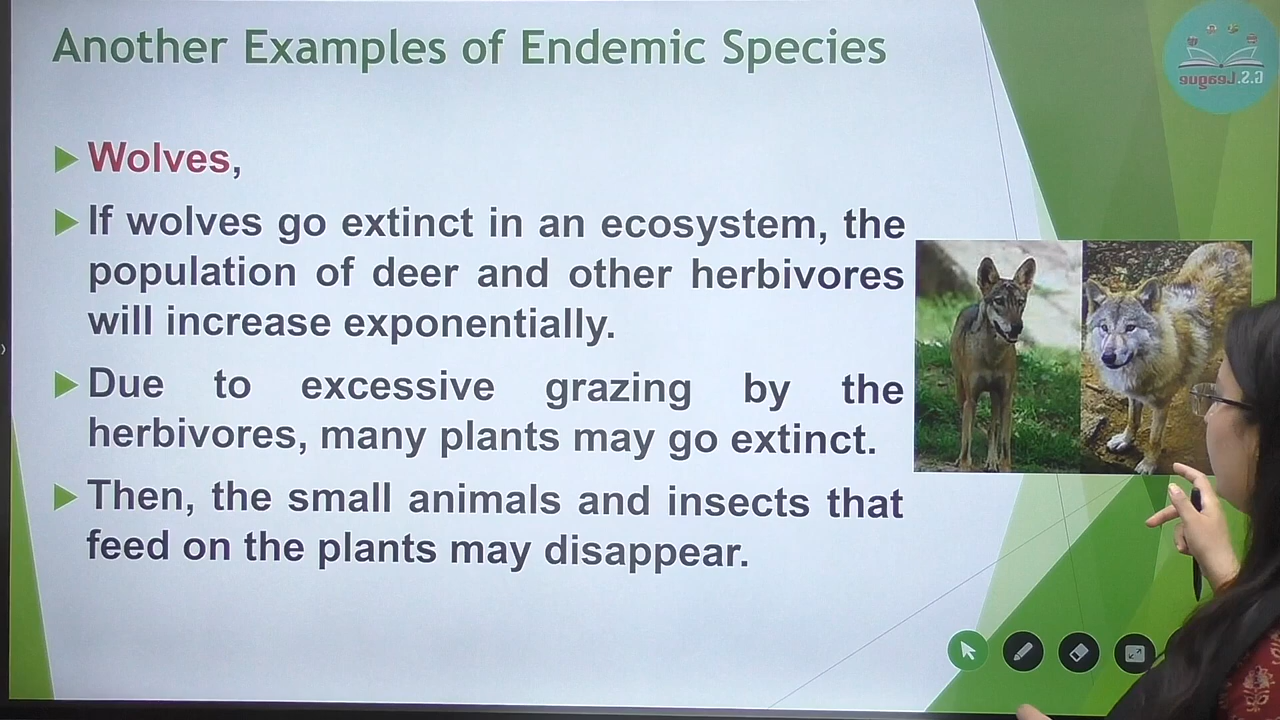 Another Examples of Endemic Species
Wolves,
If wolves go extinct in an ecosystem, the
population of deer and other herbivores
will increase exponentially.
Due to excessive grazing by the
herbivores, many plants may go extinct.
Then, the small animals and insects that
feed on the plants may disappear.
G.S.League